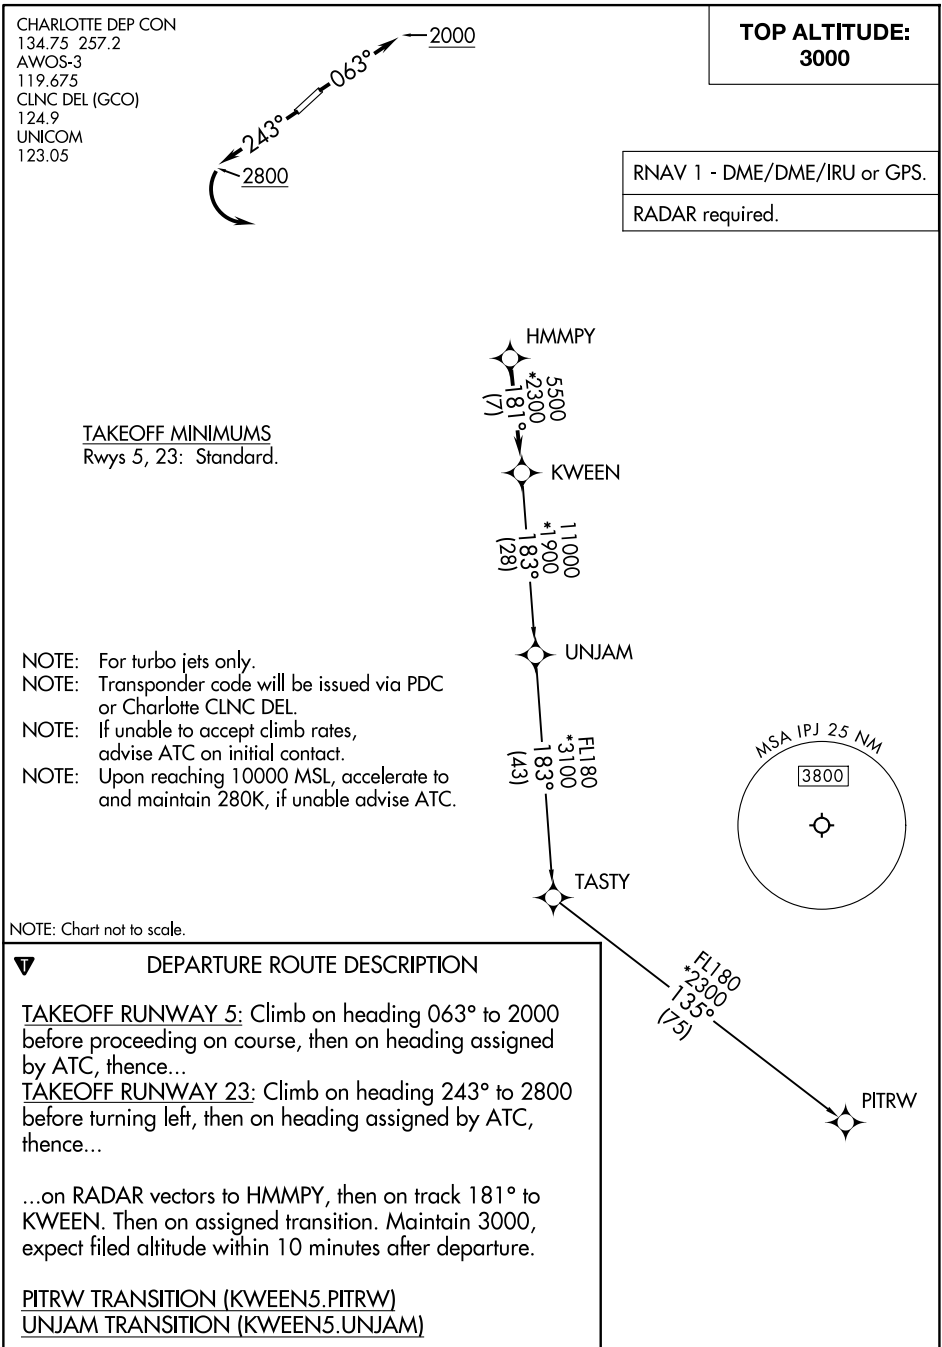 CHARLOTTE DEP CON
134.75 257.2
AWOS-3
119.675
CLNC DEL (GCO)
124.9
UNICOM
123.05
2000
063°
243°
2800
TOP ALTITUDE:
3000
RNAV 1 - DME/DME/IRU or GPS.
RADAR required.
HMMPY
5500
*2300
181°
(7)
TAKEOFF MINIMUMS
Rwys 5, 23: Standard.
KWEEN
11000
*1900
183°
(28)
UNJAM
NOTE: For turbo jets only.
NOTE: Transponder code will be issued via PDC
or Charlotte CLNC DEL.
NOTE: If unable to accept climb rates,
advise ATC on initial contact.
NOTE: Upon reaching 10000 MSL, accelerate to
and maintain 280K, if unable advise ATC.
FL180
*3100
183°
(43)
MSA IPJ 25 NM
3800
TASTY
NOTE: Chart not to scale.
FL180
*2300
135°
(75)
PITRW
T
DEPARTURE ROUTE DESCRIPTION
TAKEOFF RUNWAY 5: Climb on heading 063° to 2000
before proceeding on course, then on heading assigned
by ATC, thence...
TAKEOFF RUNWAY 23: Climb on heading 243° to 2800
before turning left, then on heading assigned by ATC,
thence...
...on RADAR vectors to HMMPY, then on track 181° to
KWEEN. Then on assigned transition. Maintain 3000,
expect filed altitude within 10 minutes after departure.
PITRW TRANSITION (KWEEN5.PITRW)
UNJAM TRANSITION (KWEEN5.UNJAM)